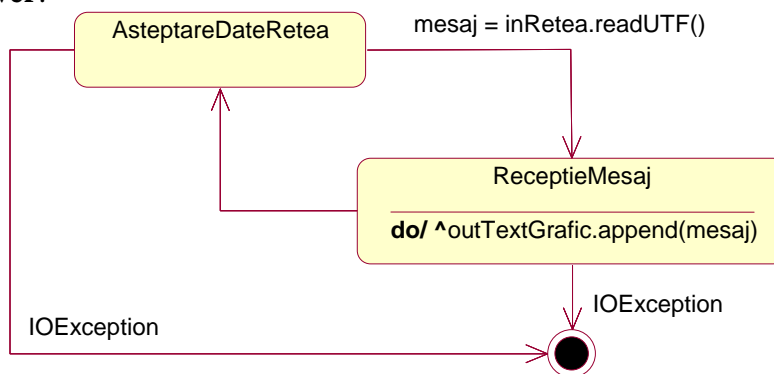 AsteptareDateRetea
mesaj = inRetea.readUTF()
ReceptieMesaj
do/ ^outTextGrafic.append(mesaj)
IOException
IOException